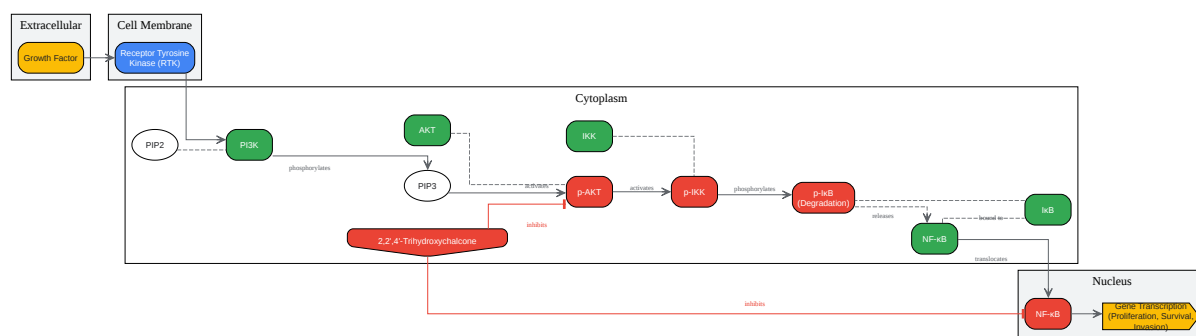 Extracellular
Cell Membrane
Growth Factor
Receptor Tyrosine
Kinase (RTK)
Cytoplasm
PIP2
PI3K
AKT
IKK
phosphorylates
PIP3
activates
p-AKT
activates
p-IKK
phosphorylates
p-IκB
(Degradation)
releases
bound to
IκB
NF-κB
inhibits
2,2',4'-Trihydroxychalcone
translocates
Nucleus
inhibits
NF-κB
Gene Transcription
(Proliferation, Survival,
Invasion)